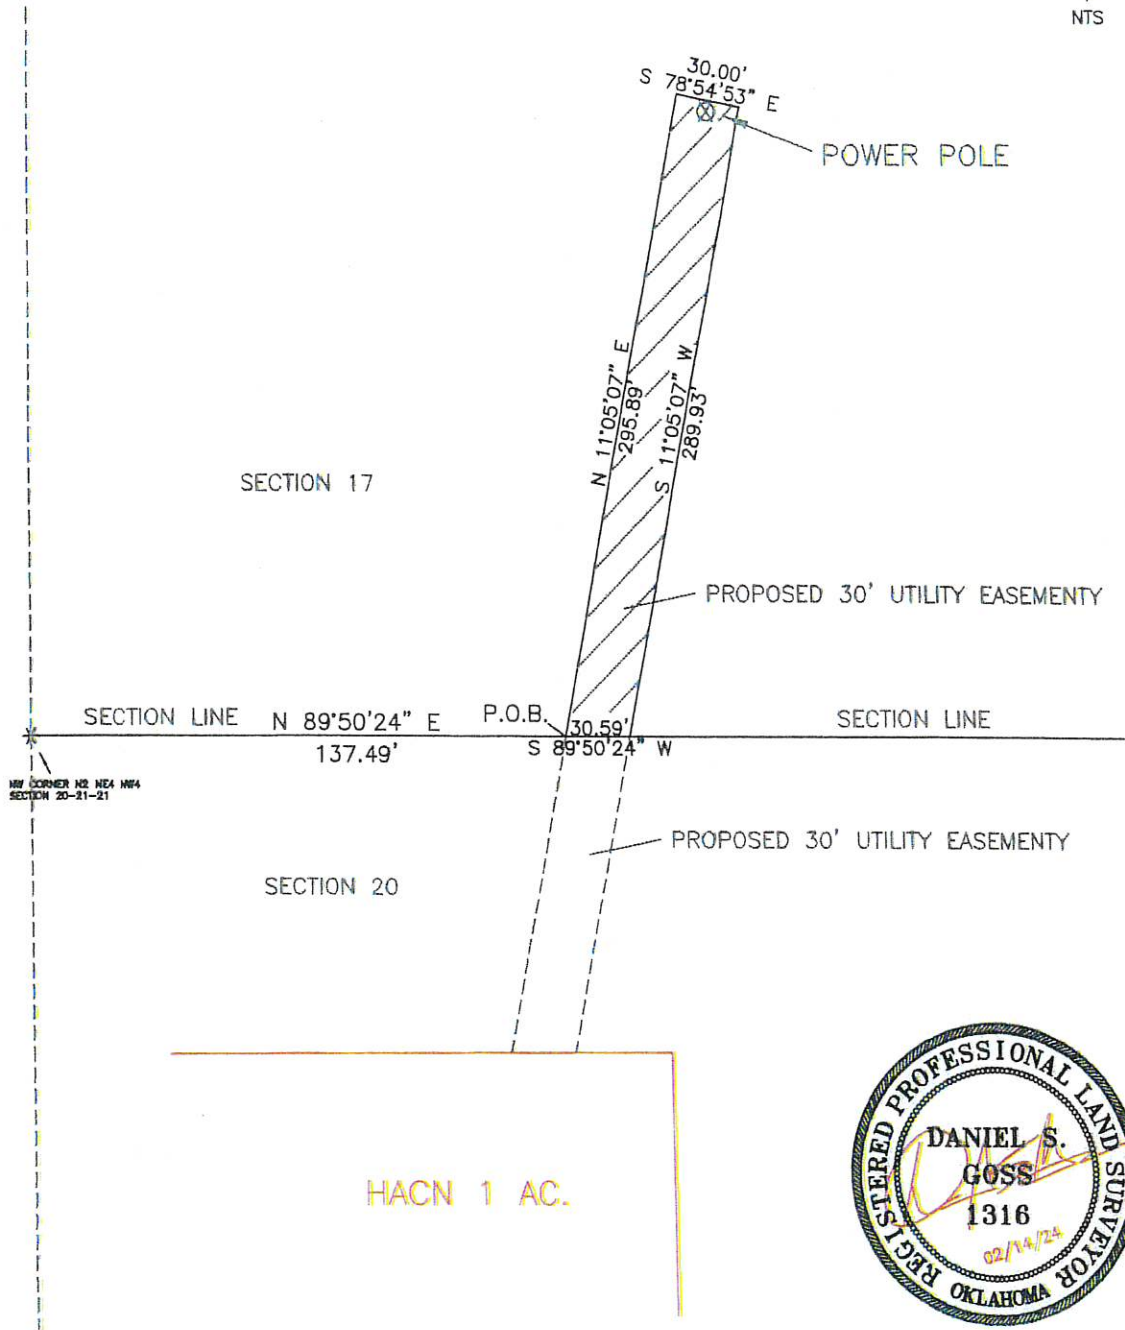 NTS
30.00'
S 78°54'53" E
POWER POLE
N 11°05'07" E
295.89'
S 11°05'07" W
289.93'
SECTION 17
PROPOSED 30' UTILITY EASEMENTY
SECTION LINE
N 89°50'24" E
137.49'
P.O.B.
30.59'
S 89°50'24" W
SECTION LINE
NW CORNER N2 NE4 NW4
SECTION 20-21-21
PROPOSED 30' UTILITY EASEMENTY
SECTION 20
HACN 1 AC.
REGISTERED PROFESSIONAL LAND SURVEYOR
DANIEL S.
GOSS
1316
02/14/24
OKLAHOMA